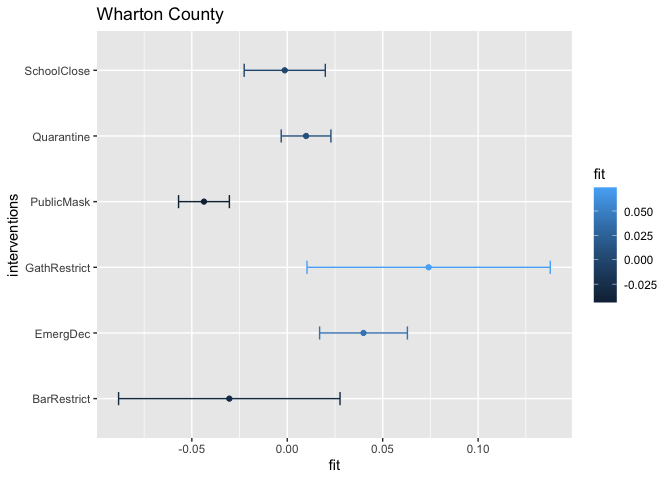 Wharton County
SchoolClose
Quarantine
PublicMask
GathRestrict
EmergDec
BarRestrict
interventions
-0.05 0.00 0.05 0.10
fit
fit
0.050
0.025
0.000
-0.025